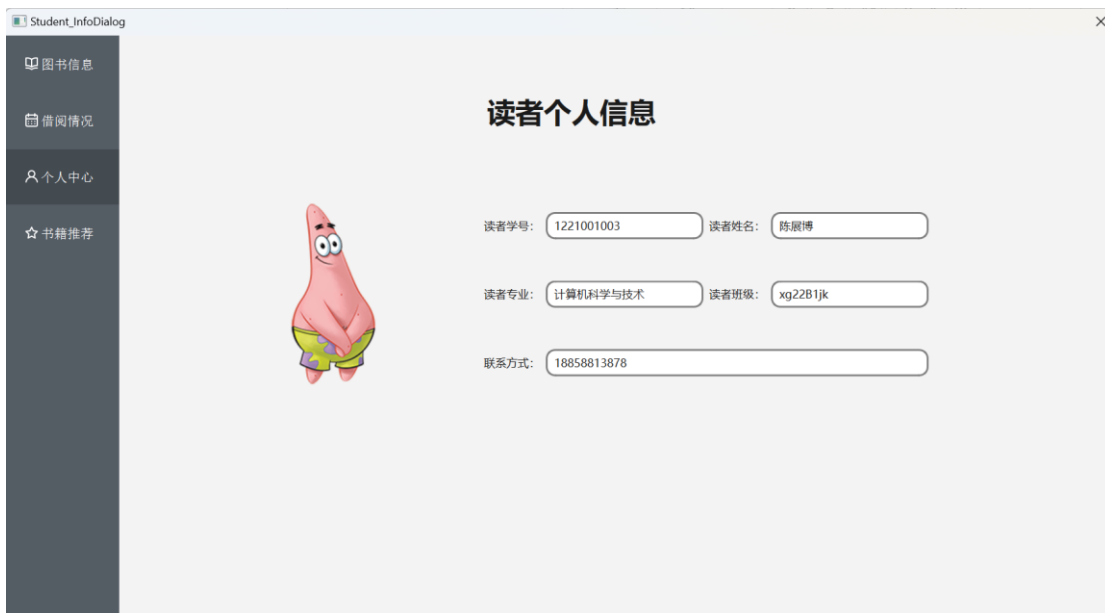 Student_InfoDialog
图书信息
借阅情况
个人中心
书籍推荐
读者个人信息
读者学号： 1221001003 读者姓名： 陈展博
读者专业： 计算机科学与技术 读者班级： xg22B1jk
联系方式： 18858813878